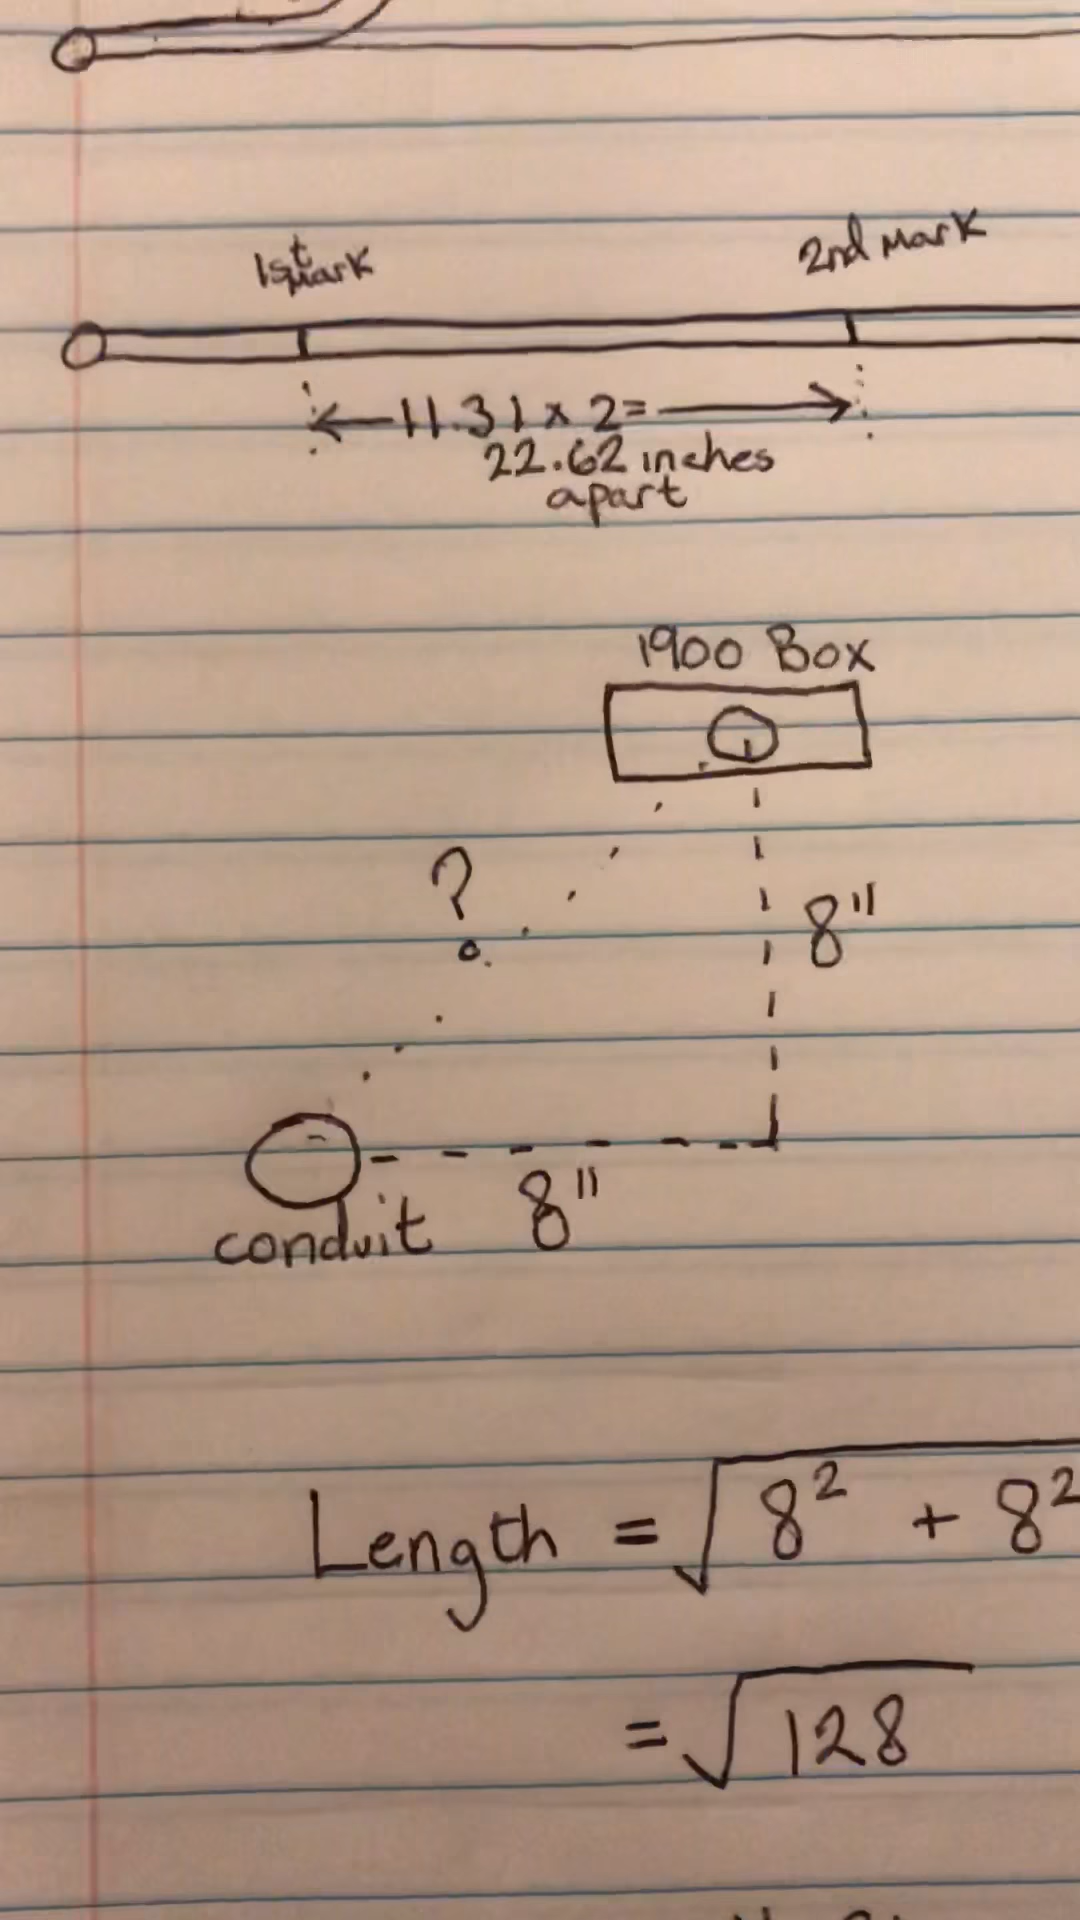 1st Mark
2nd Mark
11.31 x 2=
22.62 inches
apart
1900 Box
?
8"
8"
conduit
Length = √8² + 8²
= √128